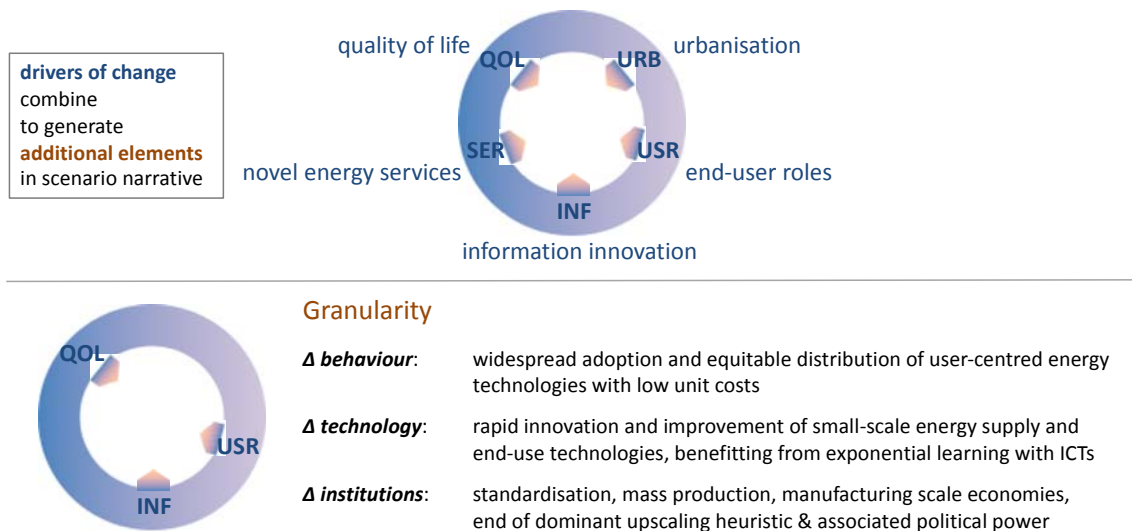 drivers of change
combine
to generate
additional elements
in scenario narrative
quality of life
QOL
URB
urbanisation
novel energy services
SER
USR
end-user roles
INF
information innovation
QOL
USR
INF
Granularity
Δ behaviour: widespread adoption and equitable distribution of user-centred energy
technologies with low unit costs
Δ technology: rapid innovation and improvement of small-scale energy supply and
end-use technologies, benefitting from exponential learning with ICTs
Δ institutions: standardisation, mass production, manufacturing scale economies,
end of dominant upscaling heuristic & associated political power